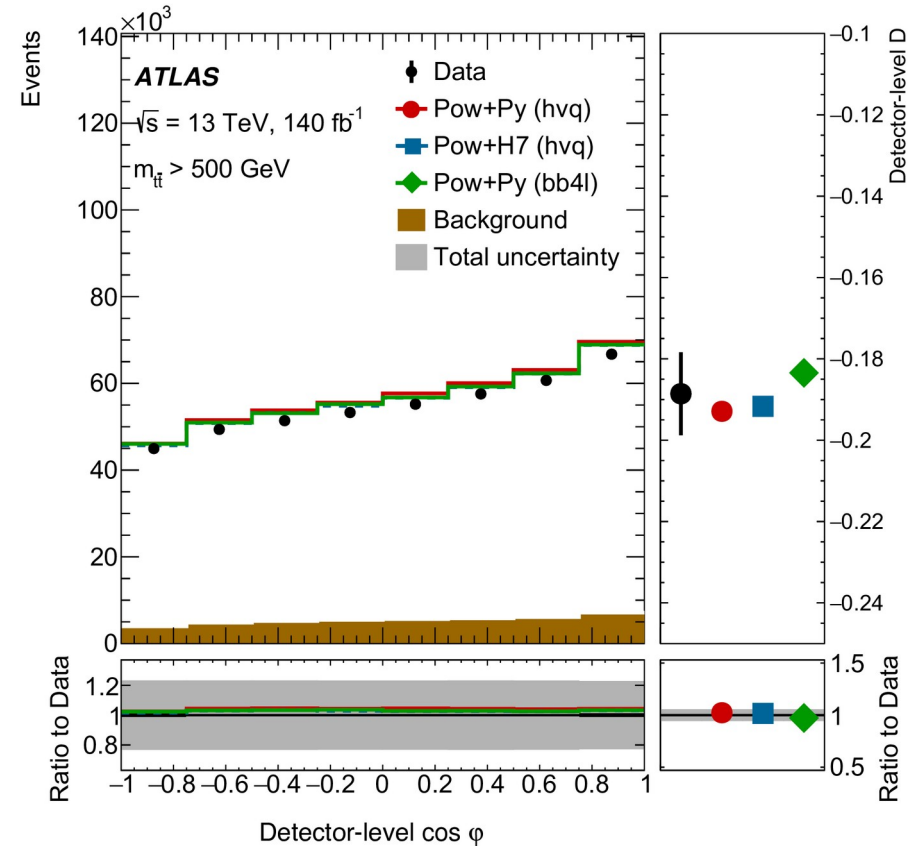 ×10³
Events
140
120
100
80
60
40
20
0
ATLAS
√s = 13 TeV, 140 fb⁻¹
m_tt̄ > 500 GeV
Data
Pow+Py (hvq)
Pow+H7 (hvq)
Pow+Py (bb4l)
Background
Total uncertainty
Detector-level D
−0.1
−0.12
−0.14
−0.16
−0.18
−0.2
−0.22
−0.24
Ratio to Data
1.2
1
0.8
−1 −0.8 −0.6 −0.4 −0.2 0 0.2 0.4 0.6 0.8 1
Detector-level cos φ
1.5
1
0.5
Ratio to Data